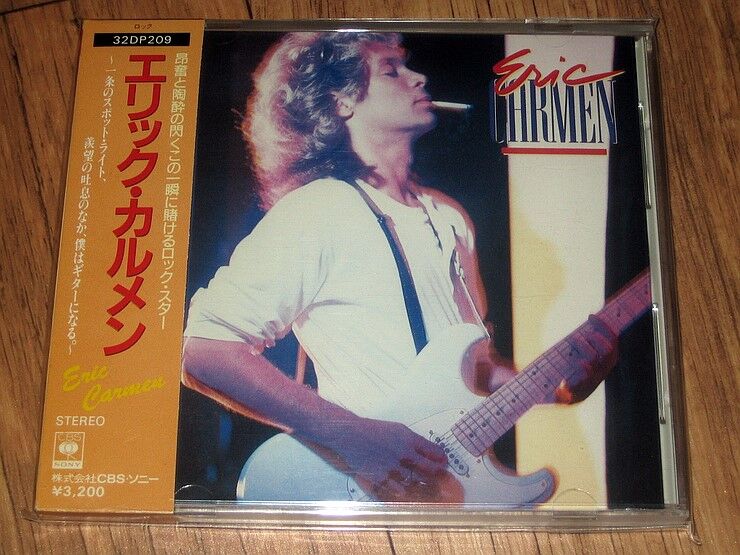 ロック
32DP209
エリック・カルメン
昂奮と陶酔の閃くこの一瞬に賭けるロック・スター
～一条のスポット・ライト、
羨望の吐息のなか、僕はギターになる。～
Eric
Carmen
STEREO
CBS
SONY
株式会社CBS・ソニー
¥3,200
Eric
CARMEN